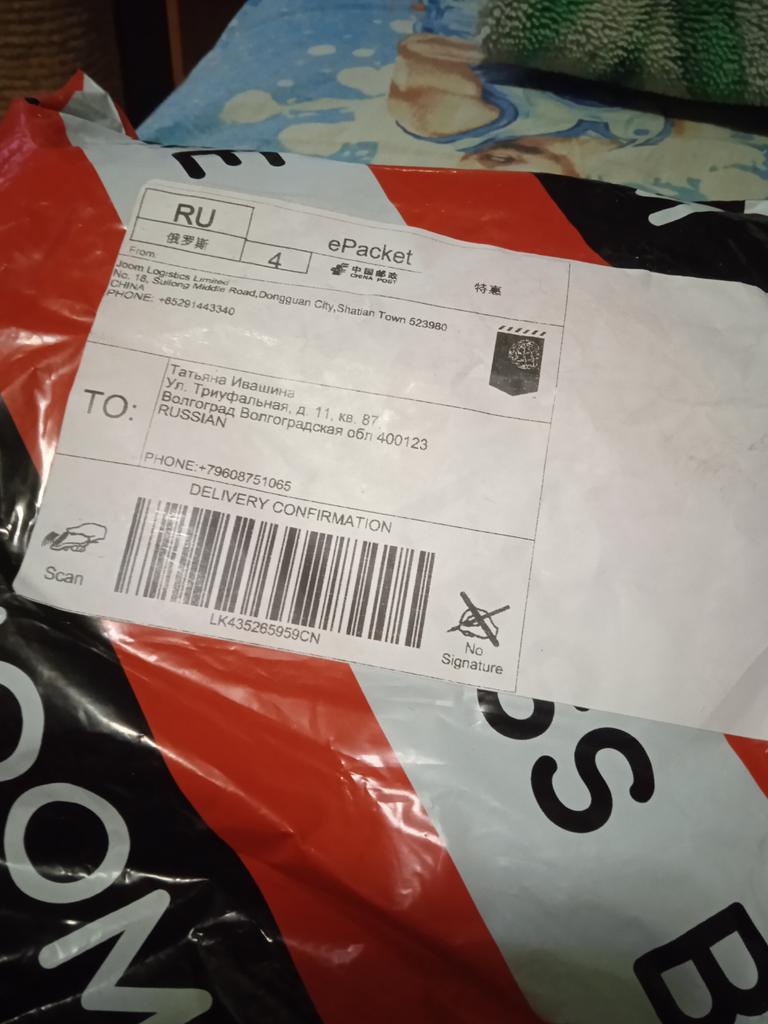 RU
俄罗斯
4
ePacket
中国邮政
CHINA POST
特惠
From:
Joom Logistics Limited
No. 18, Suilong Middle Road,Dongguan City,Shatian Town 523980
CHINA
PHONE: +85291443340
TO:
Татьяна Ивашина
Ул. Триуфальная, д. 11, кв. 87,
Волгоград Волгоградская обл 400123
RUSSIAN
PHONE:+79608751065
DELIVERY CONFIRMATION
Scan
LK435265959CN
No
Signature
E
S
B
OOM